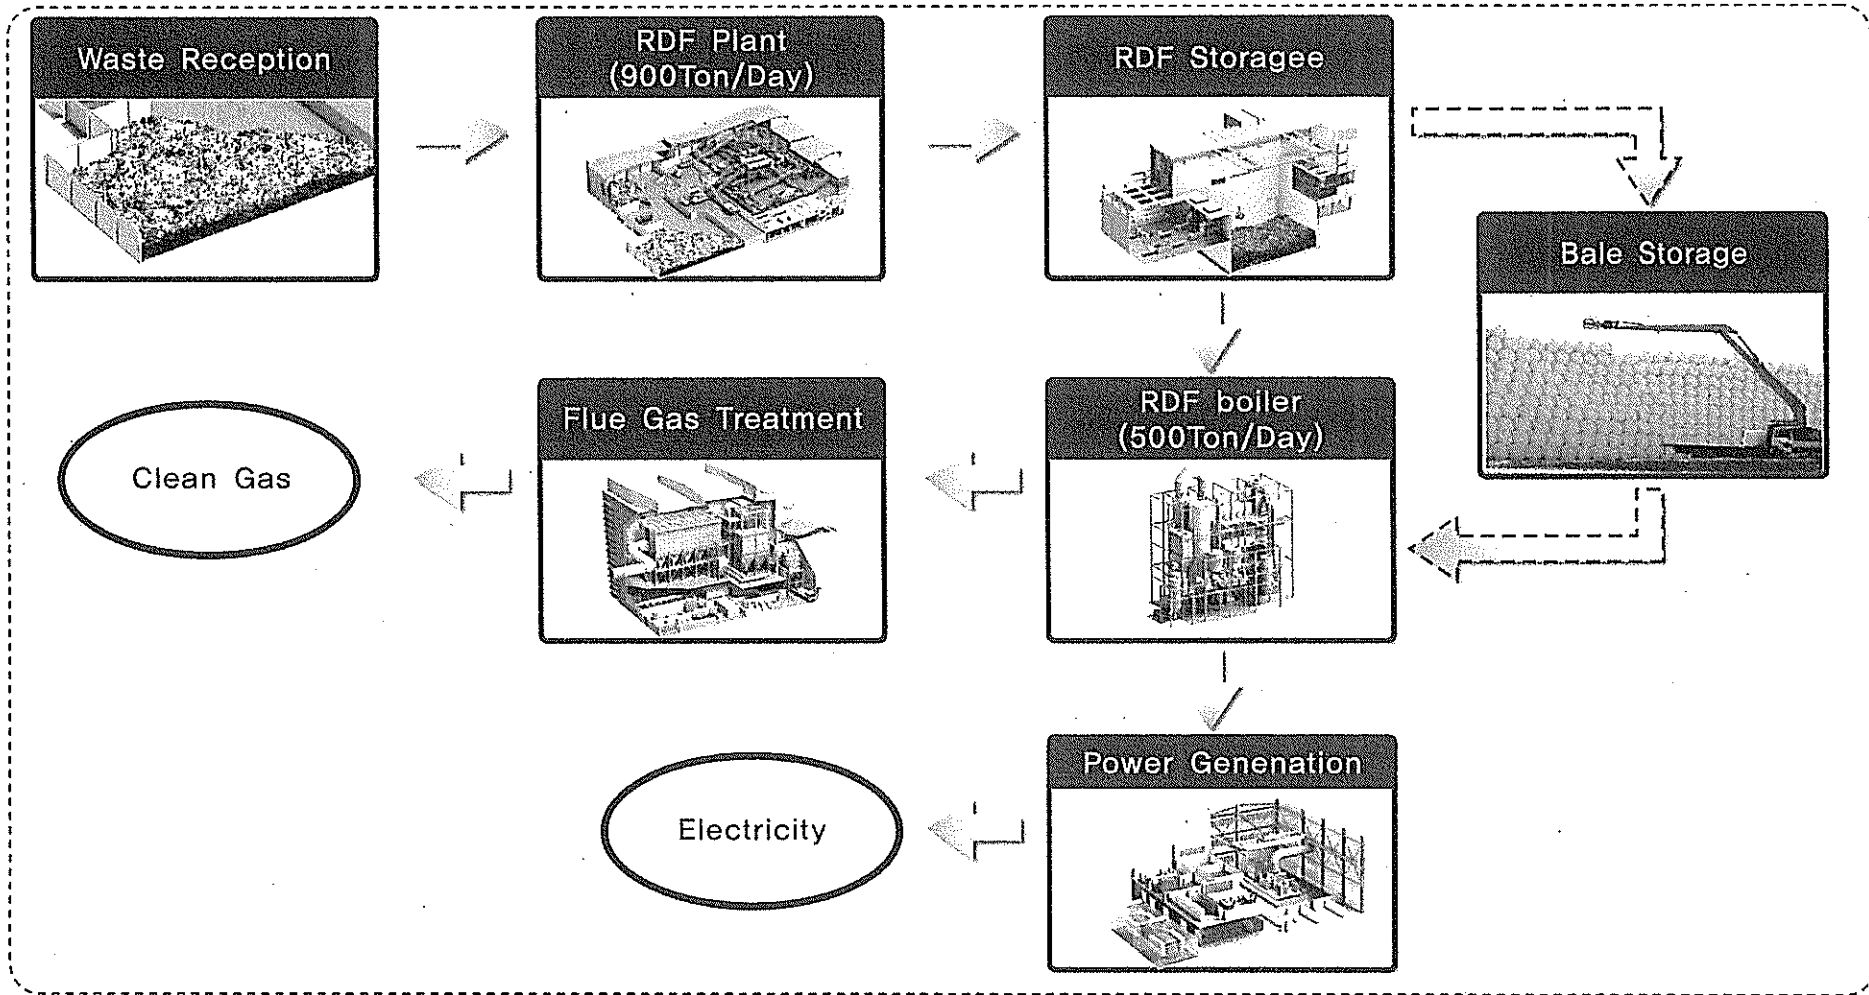 Waste Reception
RDF Plant
(900Ton/Day)
RDF Storagee
Bale Storage
Clean Gas
Flue Gas Treatment
RDF boiler
(500Ton/Day)
Electricity
Power Genenation